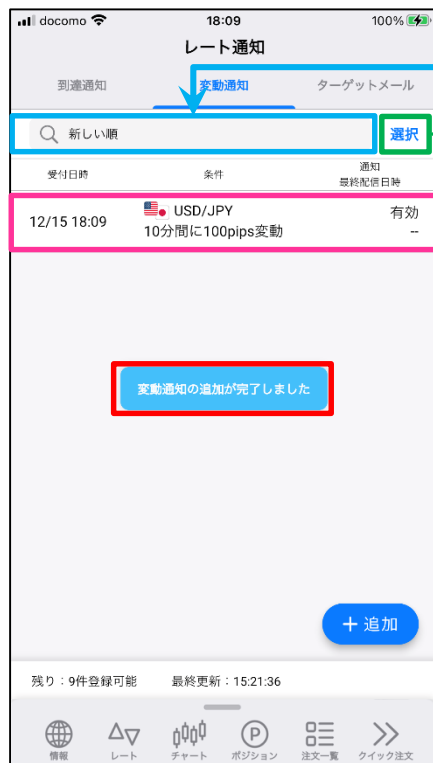 docomo 18:09 100%
レート通知
到達通知 変動通知 ターゲットメール
新しい順 選択
受付日時 条件 通知
最終配信日時
12/15 18:09 USD/JPY 有効
10分間に100pips変動 --
変動通知の追加が完了しました
+ 追加
残り：9件登録可能 最終更新：15:21:36
情報 レート チャート P ポジション 注文一覧 クイック注文